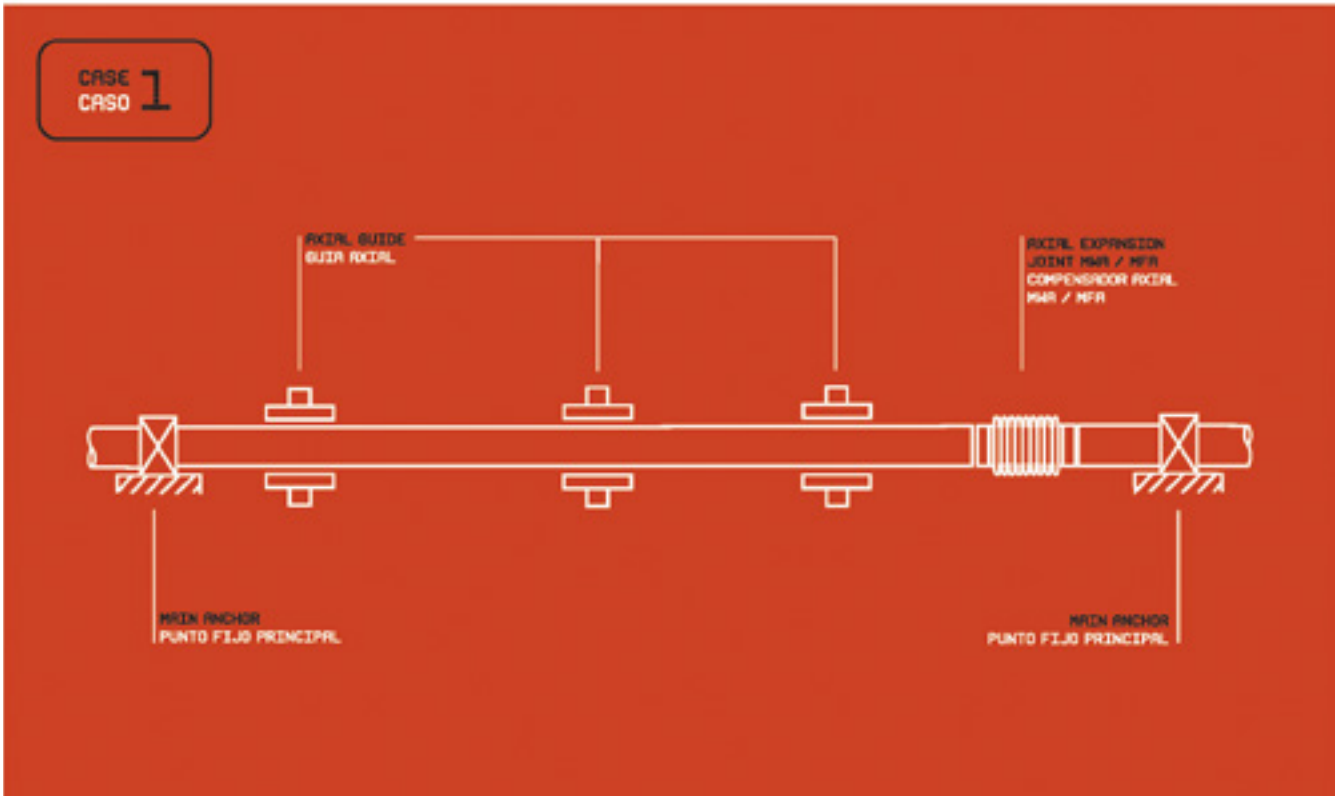 CASE
CASO 1
AXIAL GUIDE
GUIA AXIAL
AXIAL EXPANSION
JOINT MWA / MFA
COMPENSADOR AXIAL
MWA / MFA
MAIN ANCHOR
PUNTO FIJO PRINCIPAL
MAIN ANCHOR
PUNTO FIJO PRINCIPAL